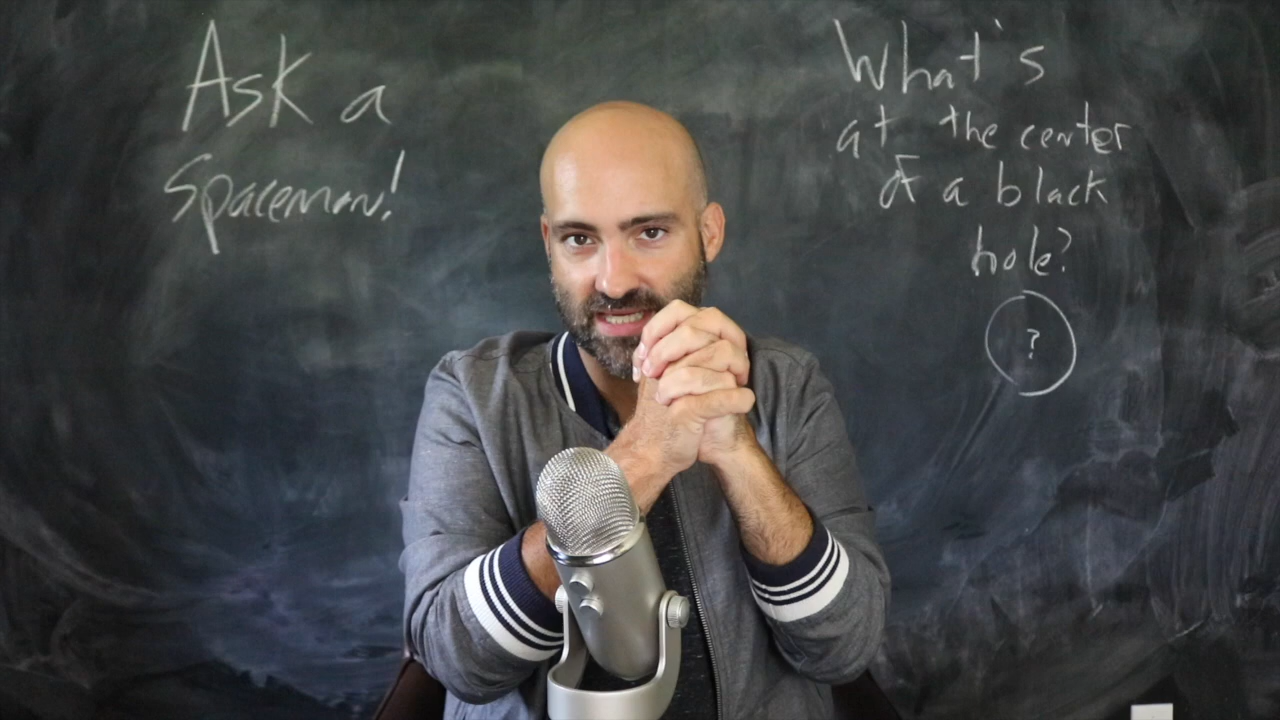 Ask a
Spaceman!
What's
at the center
of a black
hole?
?